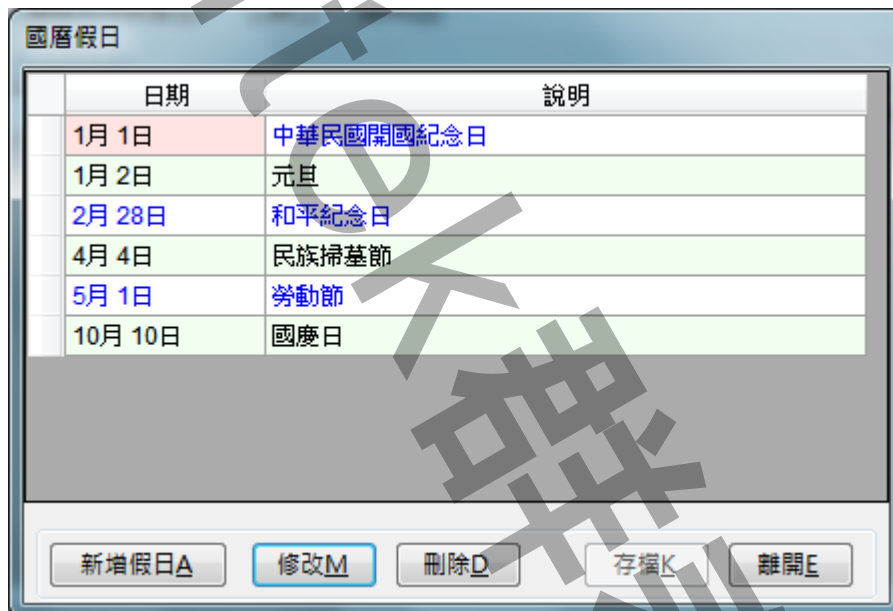 國曆假日
日期 說明
1月 1日 中華民國開國紀念日
1月 2日 元旦
2月 28日 和平紀念日
4月 4日 民族掃墓節
5月 1日 勞動節
10月 10日 國慶日
新增假日A 修改M 刪除D 存檔K 離開E